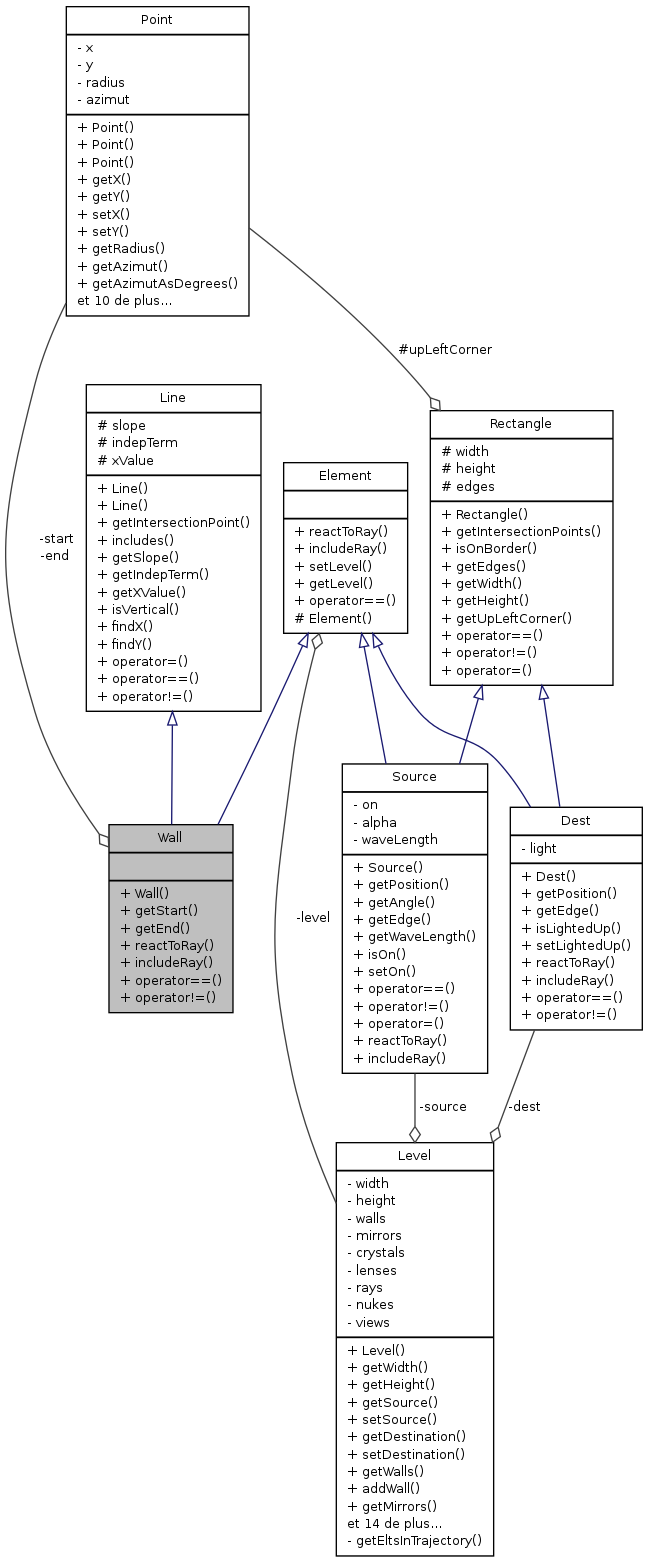 Point
- x
- y
- radius
- azimut
+ Point()
+ Point()
+ Point()
+ getX()
+ getY()
+ setX()
+ setY()
+ getRadius()
+ getAzimut()
+ getAzimutAsDegrees()
et 10 de plus...
#upLeftCorner
-start
-end
Line
# slope
# indepTerm
# xValue
+ Line()
+ Line()
+ getIntersectionPoint()
+ includes()
+ getSlope()
+ getIndepTerm()
+ getXValue()
+ isVertical()
+ findX()
+ findY()
+ operator=()
+ operator==()
+ operator!=()
Element
+ reactToRay()
+ includeRay()
+ setLevel()
+ getLevel()
+ operator==()
# Element()
Rectangle
# width
# height
# edges
+ Rectangle()
+ getIntersectionPoints()
+ isOnBorder()
+ getEdges()
+ getWidth()
+ getHeight()
+ getUpLeftCorner()
+ operator==()
+ operator!=()
+ operator=()
Wall
+ Wall()
+ getStart()
+ getEnd()
+ reactToRay()
+ includeRay()
+ operator==()
+ operator!=()
-level
Source
- on
- alpha
- waveLength
+ Source()
+ getPosition()
+ getAngle()
+ getEdge()
+ getWaveLength()
+ isOn()
+ setOn()
+ operator==()
+ operator!=()
+ operator=()
+ reactToRay()
+ includeRay()
Dest
- light
+ Dest()
+ getPosition()
+ getEdge()
+ isLightedUp()
+ setLightedUp()
+ reactToRay()
+ includeRay()
+ operator==()
+ operator!=()
-source
-dest
Level
- width
- height
- walls
- mirrors
- crystals
- lenses
- rays
- nukes
- views
+ Level()
+ getWidth()
+ getHeight()
+ getSource()
+ setSource()
+ getDestination()
+ setDestination()
+ getWalls()
+ addWall()
+ getMirrors()
et 14 de plus...
- getEltsInTrajectory()